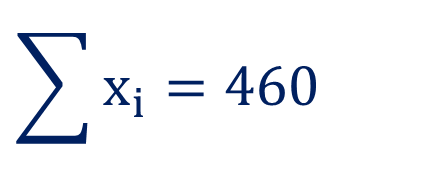 ∑ xᵢ = 460